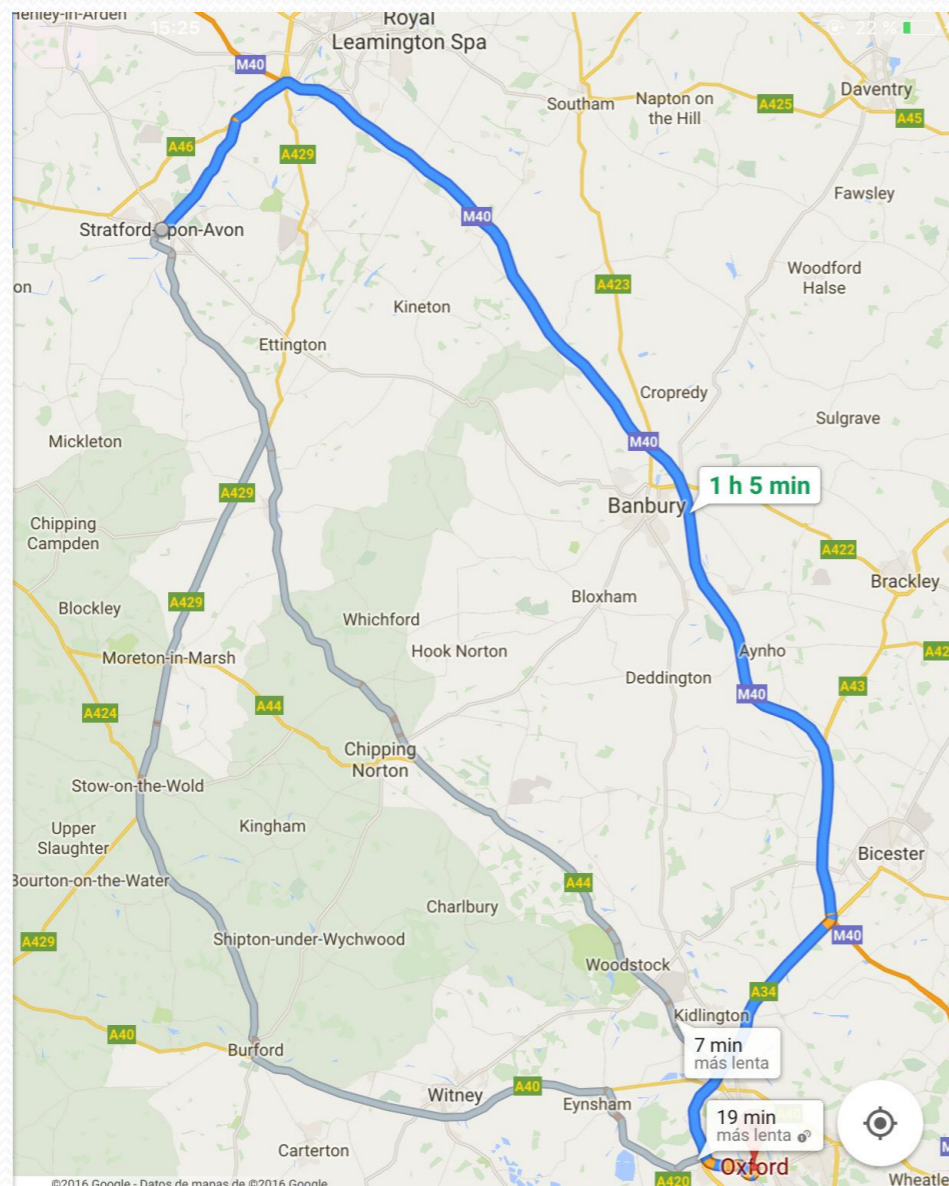 Henley-in-Arden
15:25
Royal
Leamington Spa
22 %
M40
Daventry
Southam
Napton on
the Hill
A425
A45
A46
A429
Fawsley
M40
Stratford-upon-Avon
Woodford
Halse
on
A423
Kineton
Ettington
Cropredy
Sulgrave
Mickleton
M40
1 h 5 min
A429
Banbury
Chipping
Campden
A422
Brackley
Blockley
A429
Bloxham
Whichford
Hook Norton
Aynho
A42
Moreton-in-Marsh
Deddington
A43
M40
A44
A424
Chipping
Norton
Stow-on-the-Wold
Kingham
Upper
Slaughter
Bicester
Bourton-on-the-Water
A44
Charlbury
A429
Shipton-under-Wychwood
M40
Woodstock
A34
Kidlington
A40
7 min
más lenta
Burford
A40
Witney
Eynsham
19 min
más lenta
A40
Carterton
Oxford
A420
M
Wheatle
©2016 Google - Datos de mapas de ©2016 Google